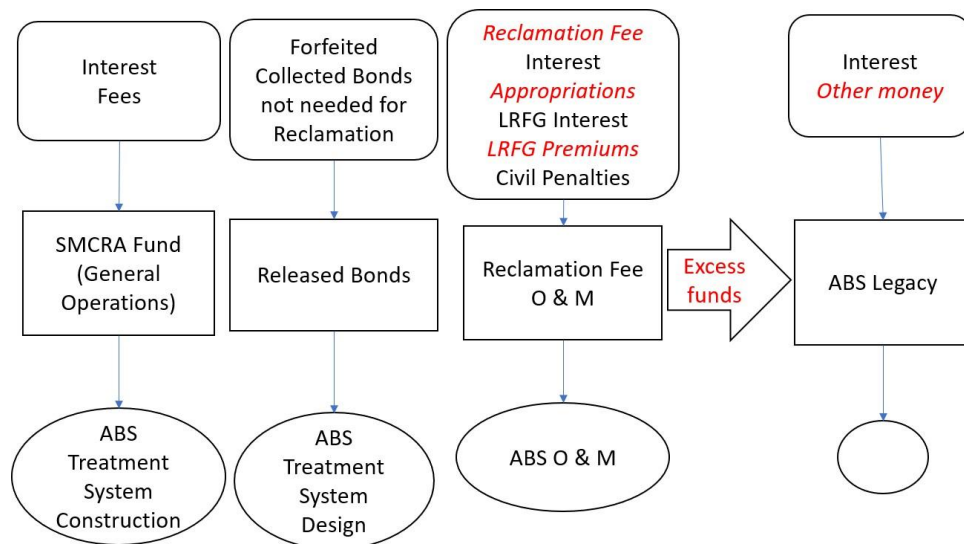 Interest
Fees
Forfeited
Collected Bonds
not needed for
Reclamation
Reclamation Fee
Interest
Appropriations
LRFG Interest
LRFG Premiums
Civil Penalties
Interest
Other money
SMCRA Fund
(General
Operations)
Released Bonds
Reclamation Fee
O & M
Excess
funds
ABS Legacy
ABS
Treatment
System
Construction
ABS
Treatment
System
Design
ABS O & M